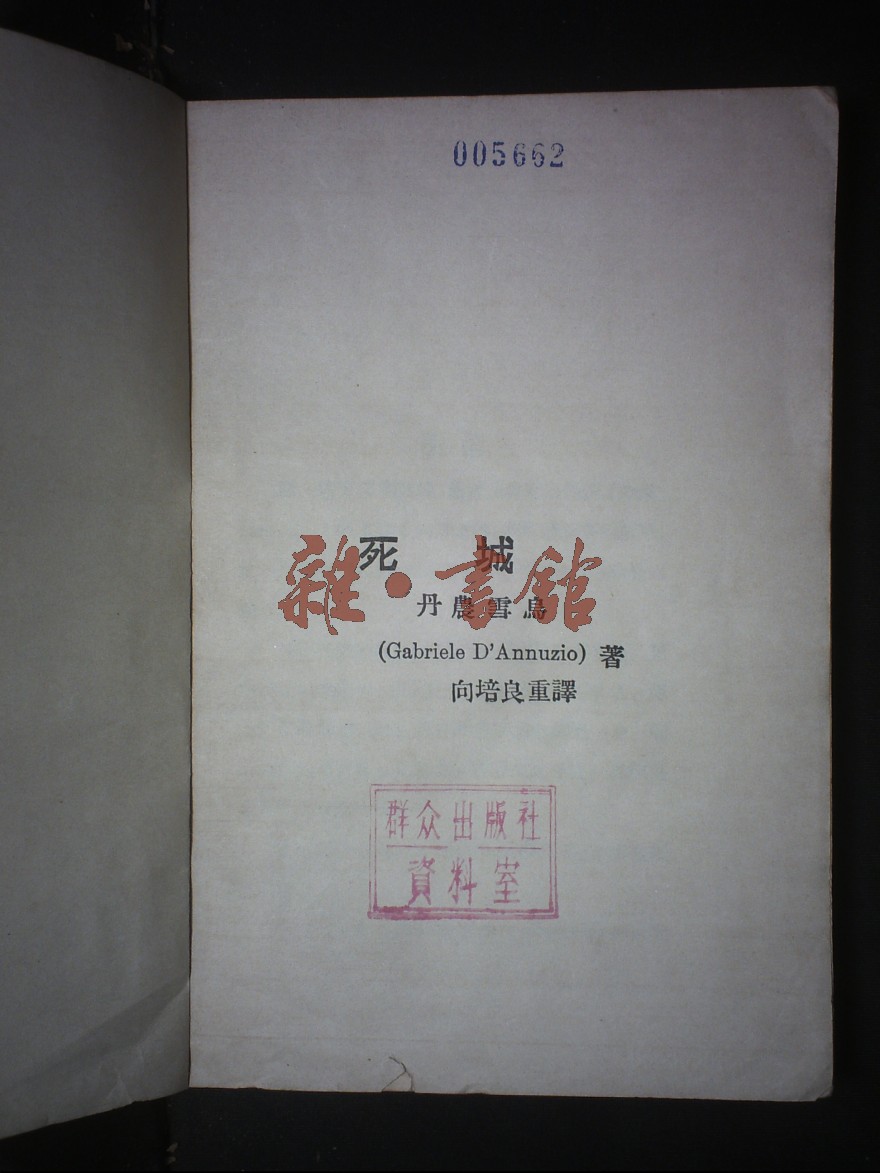 005662
死 城
雜·書館
丹農雪烏
(Gabriele D'Annuzio) 著
向培良重譯
群众出版社
資料室